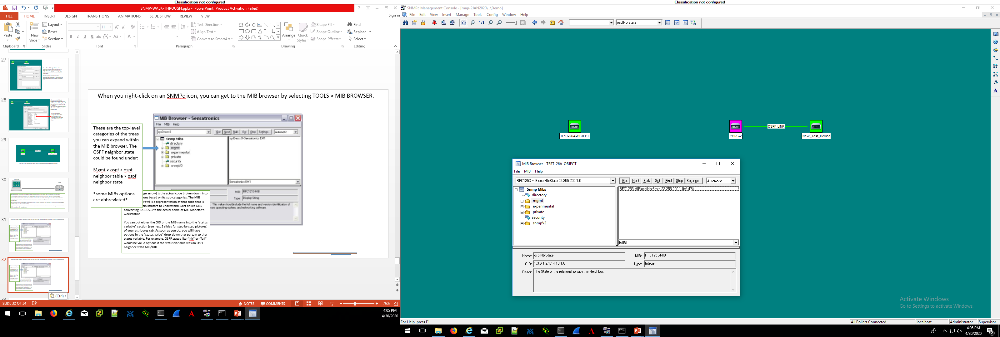 Classification not configured
Classification not configured
SNMP-WALK-THROUGH.pptx - PowerPoint (Product Activation Failed)
FILE HOME INSERT DESIGN TRANSITIONS ANIMATIONS SLIDE SHOW REVIEW VIEW Sign in
Paste
New Slide
Layout
Reset
Section
11
B I U S abc AV Aa A
Text Direction
Align Text
Convert to SmartArt
Arrange
Quick Styles
Shape Fill
Shape Outline
Shape Effects
Find
Replace
Select
Clipboard Slides Font Paragraph Drawing Editing
27
28
29
30
31
32
33
(Ctrl)
When you right-click on an SNMPc icon, you can get to the MIB browser by selecting TOOLS > MIB BROWSER.
These are the top-level
categories of the trees
you can expand within
the MIB browser. The
OSPF neighbor state
could be found under:
Mgmt > ospf > ospf
neighbor table > ospf
neighbor state
*some MIBs options
are abbreviated*
MIB Browser - Sensatronics
File MIB Help
sysDescr.0
Get Next Bulk Set Stop Settings... Automatic
Snmp Mibs
directory
mgmt
experimental
private
security
snmpV2
sysDescr.0=Sensatronics EM1
Sensatronics EM1
MIB: RFC1213-MIB
Type: Display String
This value should include the full name and version identification of
are operating-system, and networking software.
ge arrow) is the actual code broken down into
ions based on its sub-categories. The MIB
rrow) is a representation of that code that is
ministrators to understand. Sort of like DNS
converting 22.18.5.3 to the actual name of Mr. Monette's
workstation.
You can put either the OID or the MIB name into the "status
variable" section (see next 2 slides for step by step pictures)
of your attributes tab. As soon as you do, you will have
options in the "status value" drop-down that pertain to that
status variable. For example, OSPF states like "init" or "full"
would be value options if the status variable was an OSPF
neighbor state MIB/OID.
SLIDE 32 OF 34
NOTES COMMENTS 76%
4:05 PM
4/30/2020
SNMPc Management Console - [map-2JAN2020\..\Demo]
File Edit View Insert Manage Tools Config Window Help
1:1
ospfNbrState
A
TEST-26A-OBJECT
CORE-2
OSPF-LINK
New_Test_Device
MIB Browser - TEST-26A-OBJECT
File MIB Help
RFC1253-MIB|ospfNbrState.22.255.200.1.0
Get Next Bulk Set Find Stop Settings... Automatic
Snmp Mibs
directory
mgmt
experimental
private
security
snmpV2
RFC1253-MIB|ospfNbrState.22.255.200.1.0=full(8)
full(8)
Name: ospfNbrState
MIB: RFC1253-MIB
OID: 1.3.6.1.2.1.14.10.1.6
Type: Integer
Descr: The State of the relationship with this Neighbor.
Activate Windows
Go to Settings to activate Windows.
For Help, press F1
All Pollers Connected localhost Administrator Supervisor
4:05 PM
4/30/2020
2